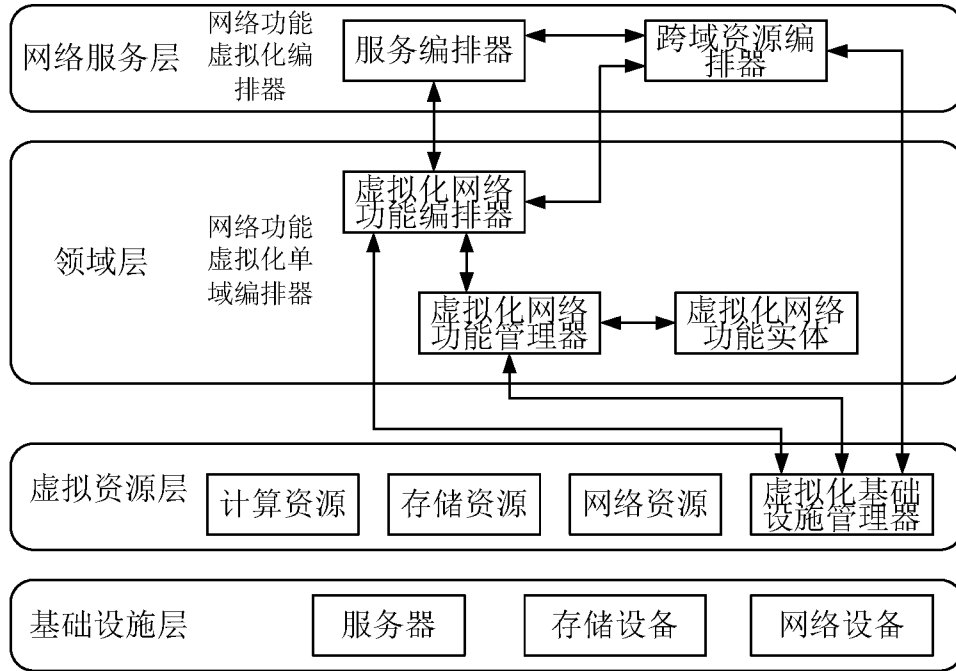 网络服务层
网络功能
虚拟化编
排器
服务编排器
跨域资源编
排器
领域层
网络功能
虚拟化单
域编排器
虚拟化网络
功能编排器
虚拟化网络
功能管理器
虚拟化网络
功能实体
虚拟资源层
计算资源
存储资源
网络资源
虚拟化基础
设施管理器
基础设施层
服务器
存储设备
网络设备